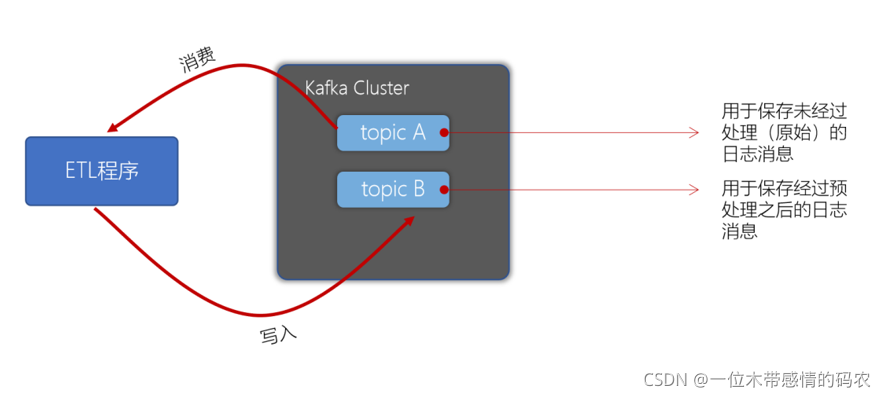 消费
Kafka Cluster
topic A
用于保存未经过
处理（原始）的
日志消息
ETL程序
topic B
用于保存经过预
处理之后的日志
消息
写入
CSDN @一位木带感情的码农